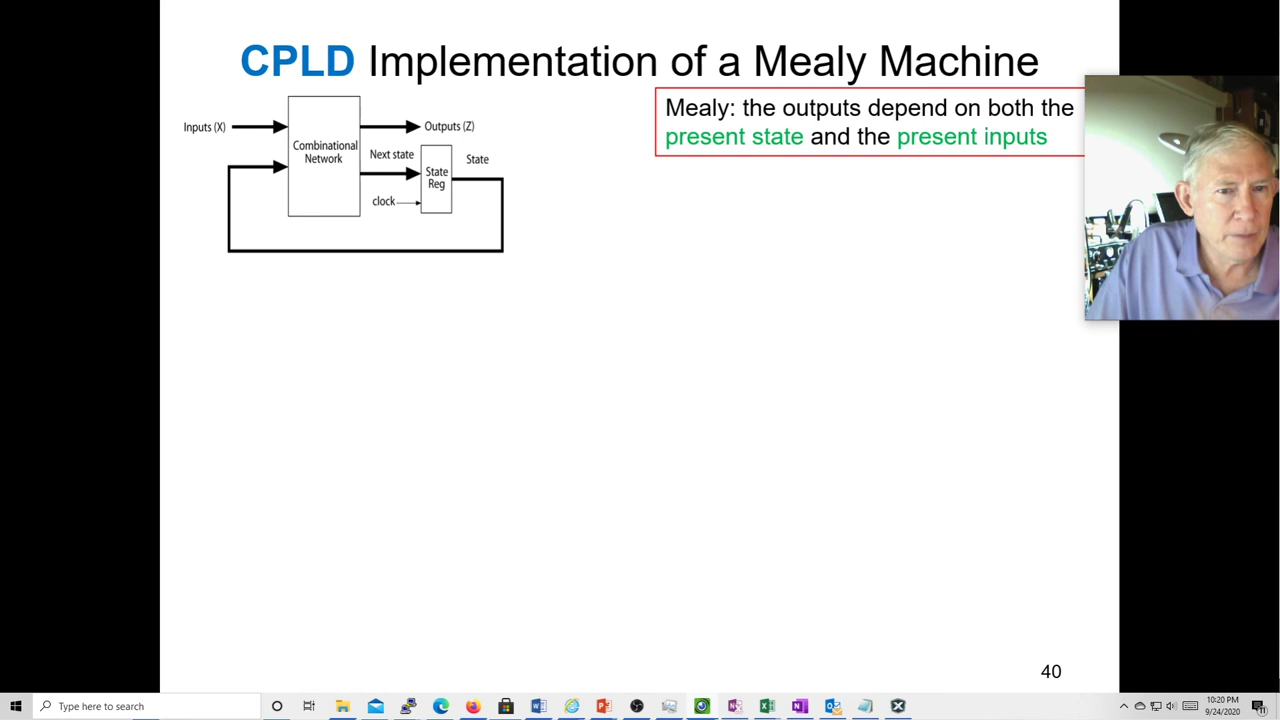 CPLD Implementation of a Mealy Machine
Mealy: the outputs depend on both the
present state and the present inputs
Inputs (X)
Combinational
Network
Outputs (Z)
Next state
State
State
Reg
clock
40
Type here to search
10:20 PM
9/24/2020